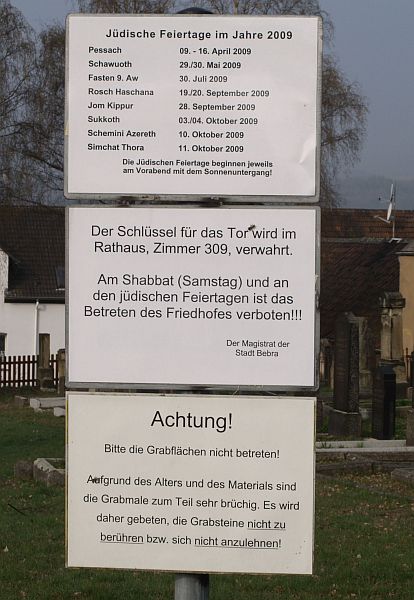 Jüdische Feiertage im Jahre 2009
Pessach 09. - 16. April 2009
Schawuoth 29./30. Mai 2009
Fasten 9. Aw 30. Juli 2009
Rosch Haschana 19./20. September 2009
Jom Kippur 28. September 2009
Sukkoth 03./04. Oktober 2009
Schemini Azereth 10. Oktober 2009
Simchat Thora 11. Oktober 2009
Die Jüdischen Feiertage beginnen jeweils
am Vorabend mit dem Sonnenuntergang!
Der Schlüssel für das Tor wird im
Rathaus, Zimmer 309, verwahrt.
Am Shabbat (Samstag) und an
den jüdischen Feiertagen ist das
Betreten des Friedhofes verboten!!!
Der Magistrat der
Stadt Bebra
Achtung!
Bitte die Grabflächen nicht betreten!
Aufgrund des Alters und des Materials sind
die Grabmale zum Teil sehr brüchig. Es wird
daher gebeten, die Grabsteine nicht zu
berühren bzw. sich nicht anzulehnen!